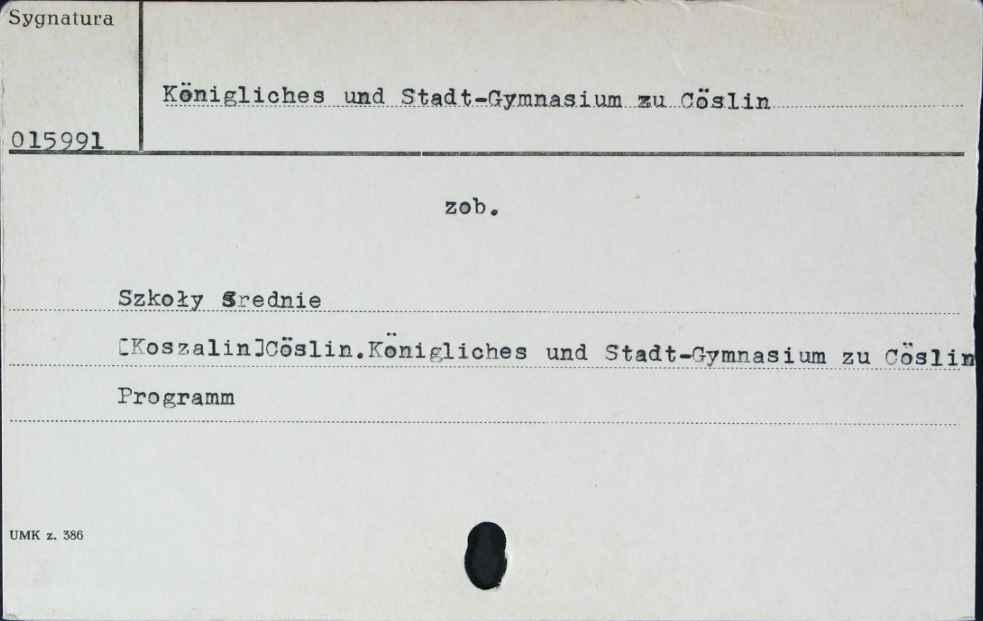 Sygnatura
Königliches und Stadt-Gymnasium zu Cöslin
015991
zob.
Szkoły średnie
[Koszalin]Cöslin.Königliches und Stadt-Gymnasium zu Cöslin
Programm
UMK z. 386